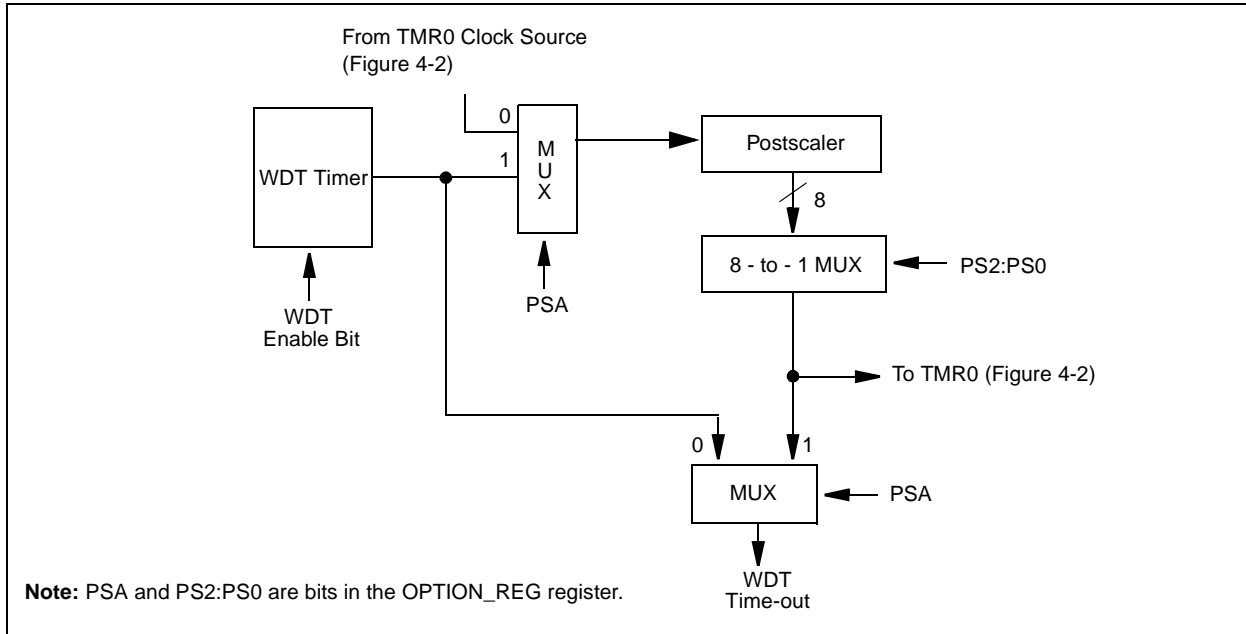 From TMR0 Clock Source
(Figure 4-2)
0
1
M
U
X
WDT Timer
Postscaler
8
8 - to - 1 MUX
PS2:PS0
PSA
WDT
Enable Bit
To TMR0 (Figure 4-2)
0
1
MUX
PSA
WDT
Time-out
Note: PSA and PS2:PS0 are bits in the OPTION_REG register.